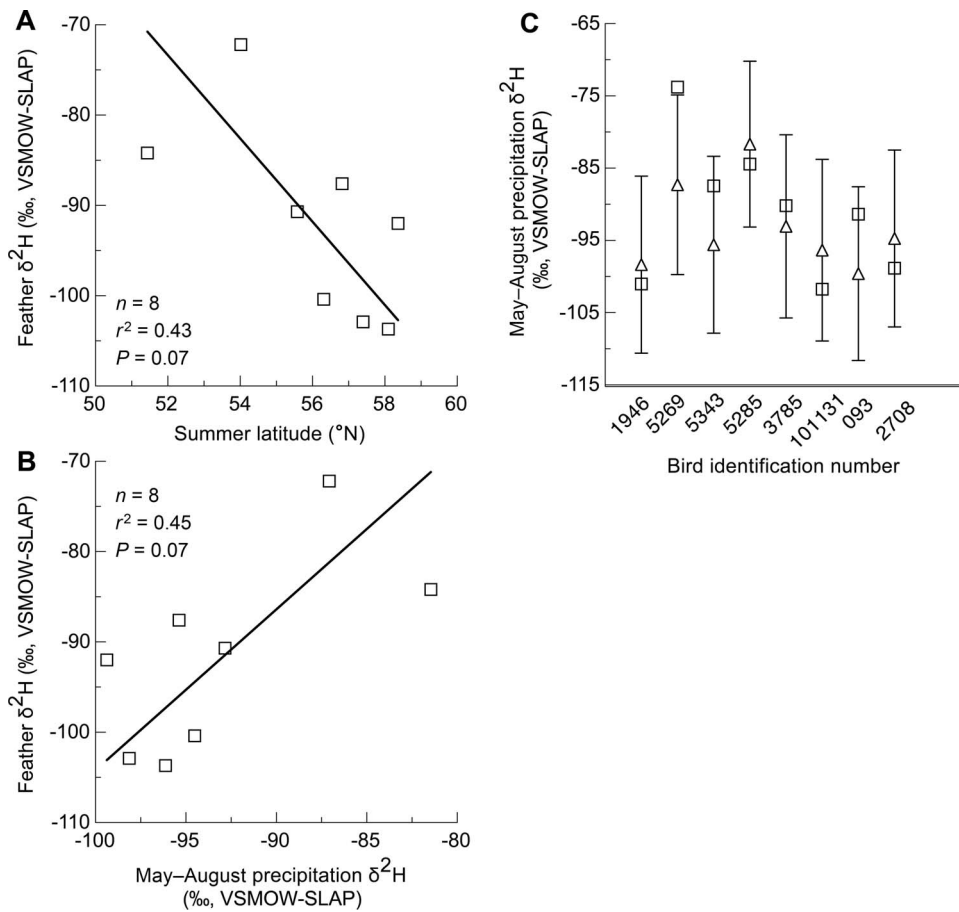 A
Feather δ²H (‰, VSMOW-SLAP)
-70
-80
-90
-100
-110
n = 8
r² = 0.43
P = 0.07
50 52 54 56 58 60
Summer latitude (°N)
B
Feather δ²H (‰, VSMOW-SLAP)
-70
-80
-90
-100
-110
n = 8
r² = 0.45
P = 0.07
-100 -95 -90 -85 -80
May–August precipitation δ²H
(‰, VSMOW-SLAP)
C
May–August precipitation δ²H
(‰, VSMOW-SLAP)
-65
-75
-85
-95
-105
-115
1946 5269 5343 5285 3785 101131 093 2708
Bird identification number